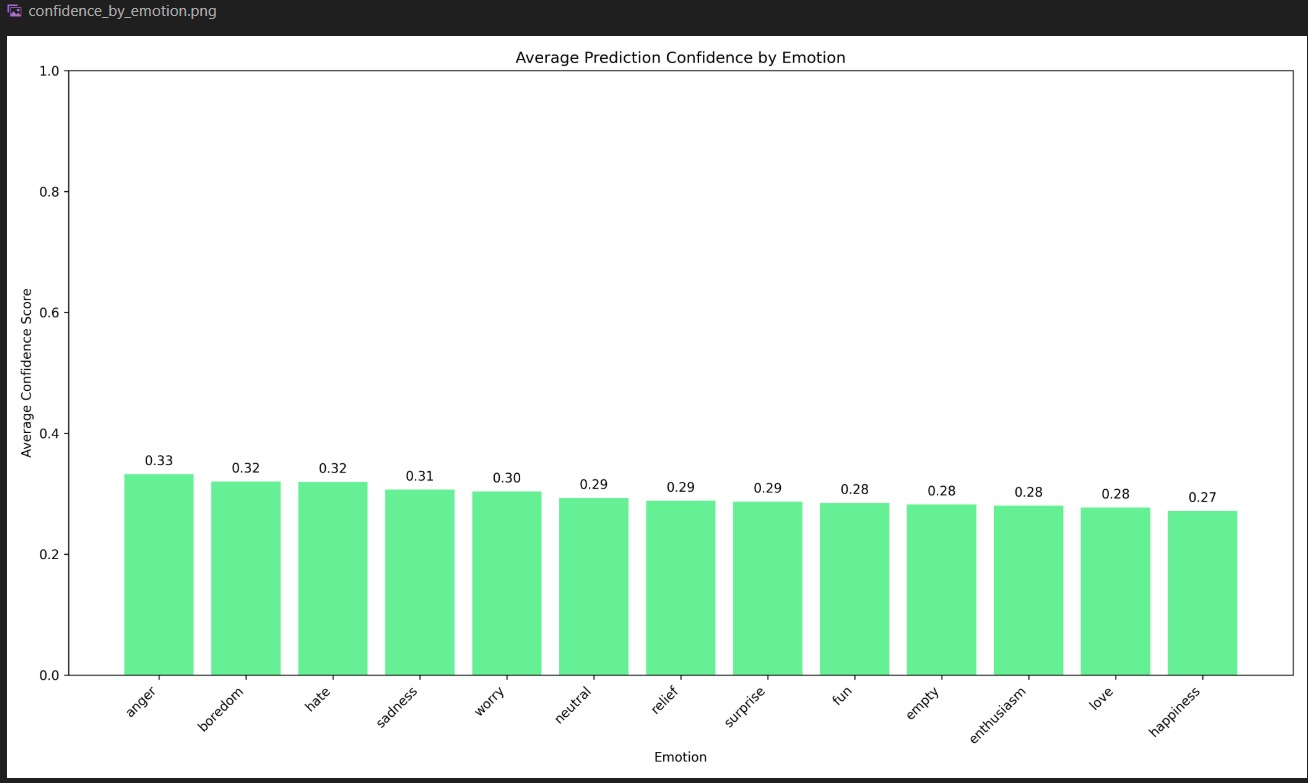 confidence_by_emotion.png
Average Prediction Confidence by Emotion
1.0
0.8
0.6
0.4
0.2
0.0
Average Confidence Score
0.33
0.32
0.32
0.31
0.30
0.29
0.29
0.29
0.28
0.28
0.28
0.28
0.27
anger
boredom
hate
sadness
worry
neutral
relief
surprise
fun
empty
enthusiasm
love
happiness
Emotion